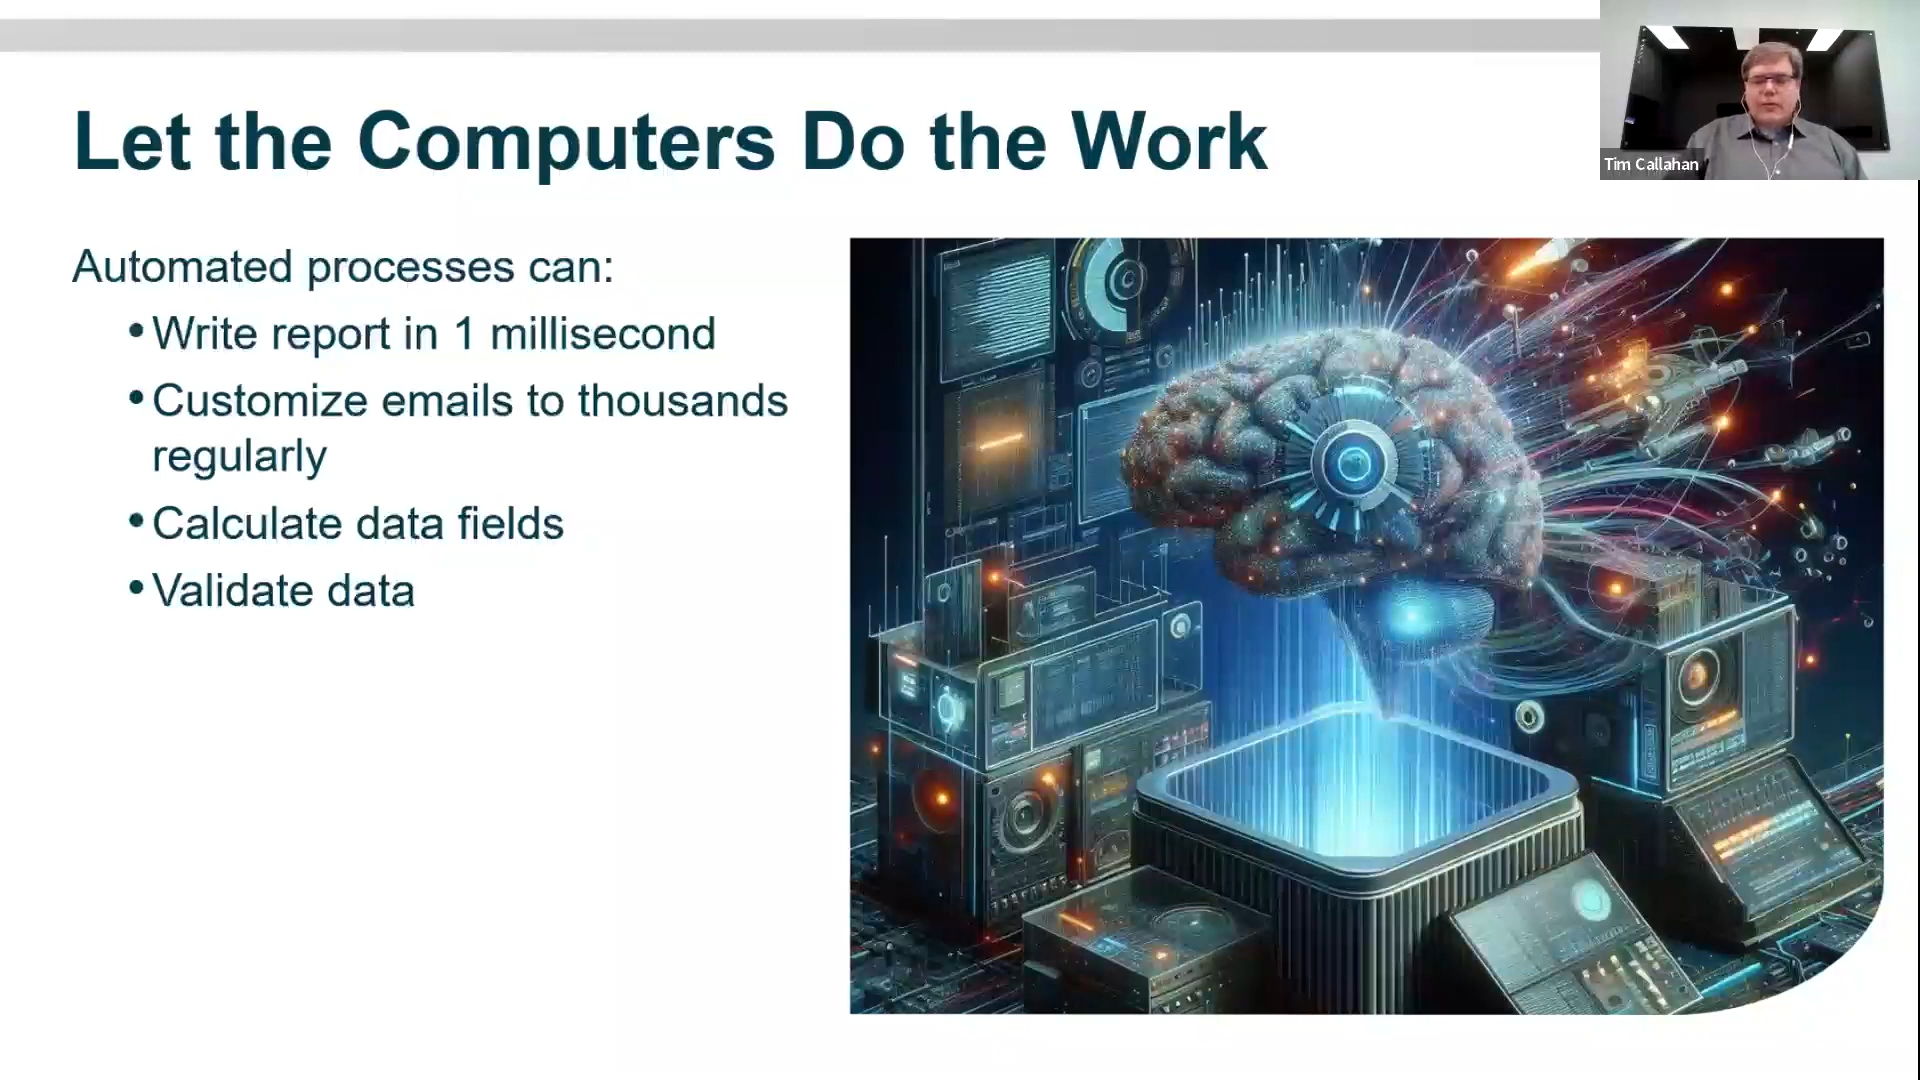 Let the Computers Do the Work
Tim Callahan
Automated processes can:
• Write report in 1 millisecond
• Customize emails to thousands
regularly
• Calculate data fields
• Validate data